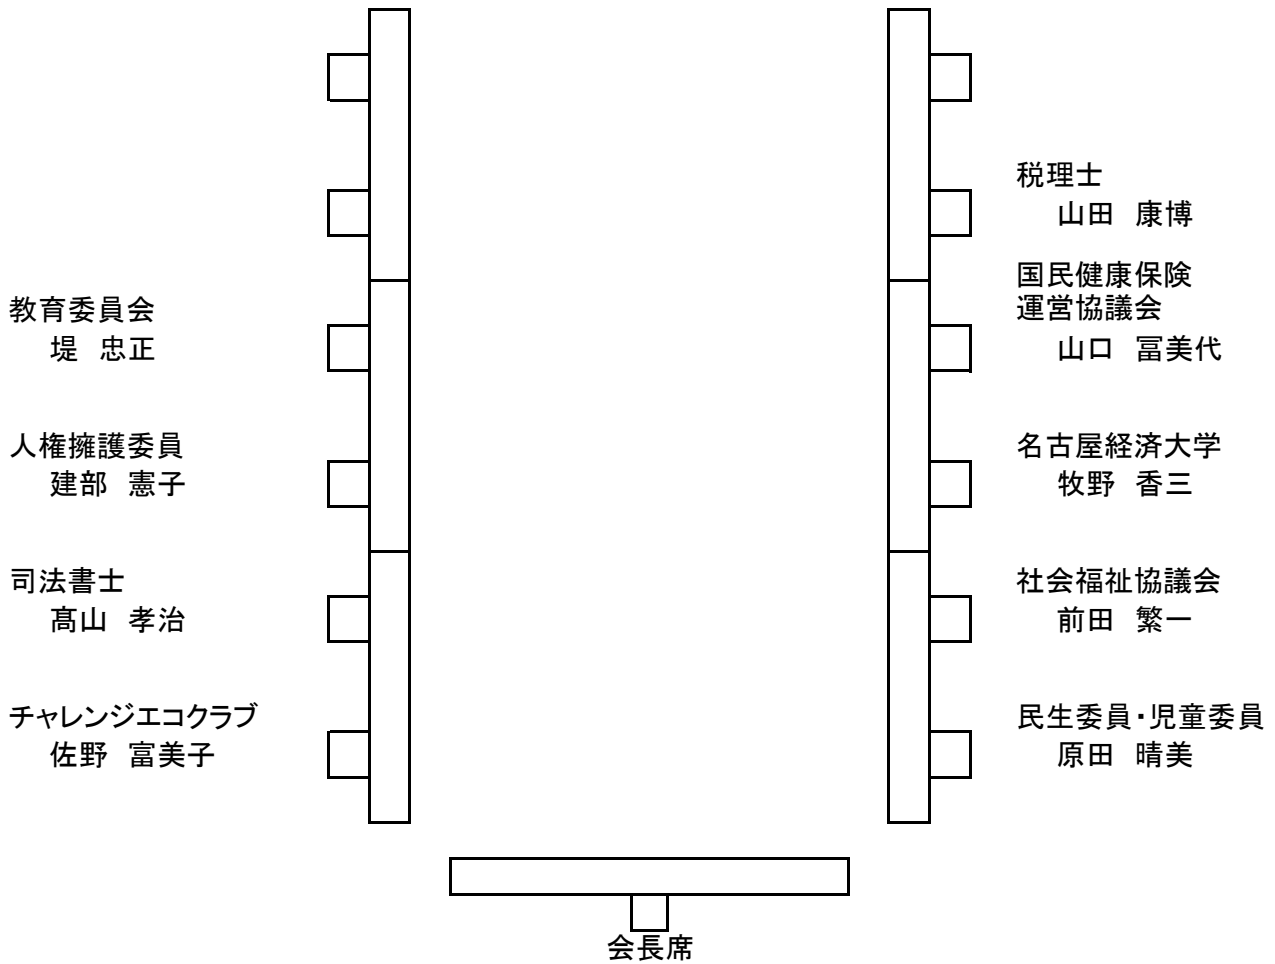 教育委員会
堤　忠正
人権擁護委員
建部　憲子
司法書士
髙山　孝治
チャレンジエコクラブ
佐野　富美子
税理士
山田　康博
国民健康保険
運営協議会
山口　冨美代
名古屋経済大学
牧野　香三
社会福祉協議会
前田　繁一
民生委員・児童委員
原田　晴美
会長席